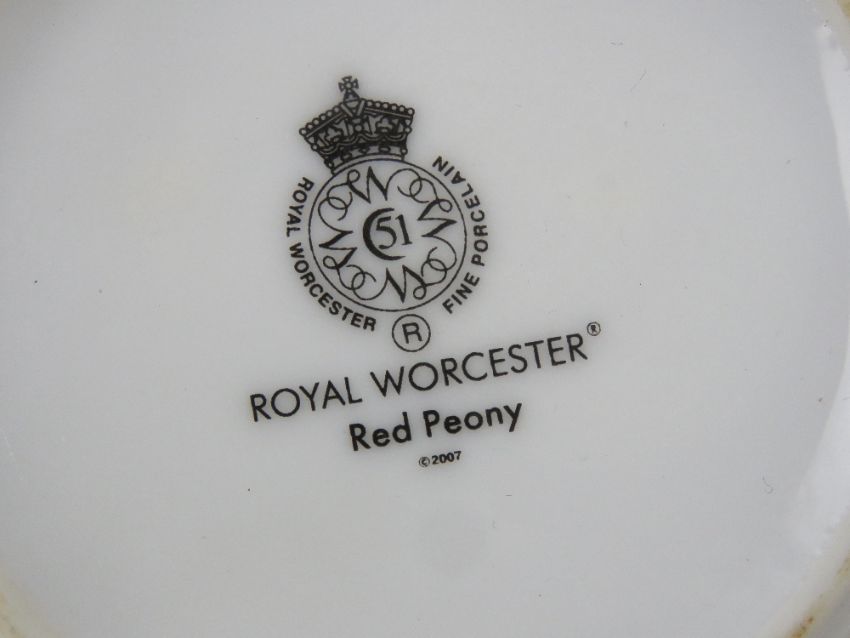 ROYAL WORCESTER
FINE PORCELAIN
51
R
ROYAL WORCESTER®
Red Peony
©2007